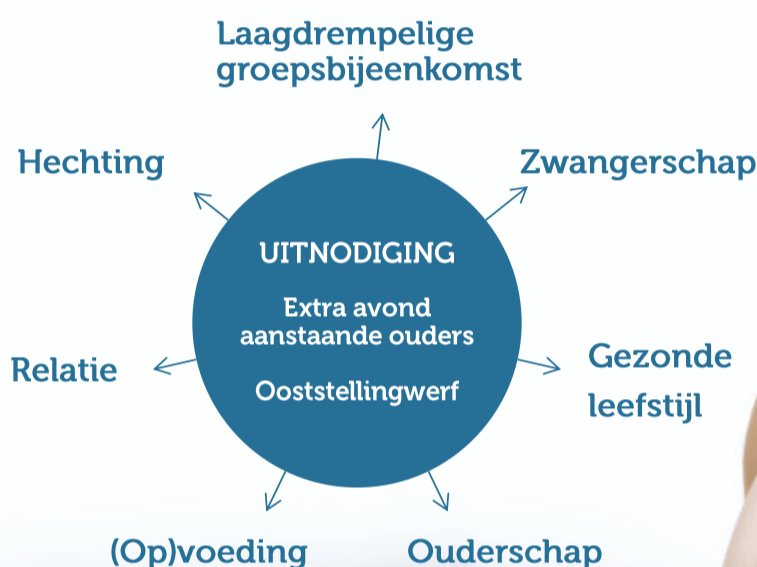 Laagdrempelige
groepsbijeenkomst
Hechting
Zwangerschap
UITNODIGING
Extra avond
aanstaande ouders
Ooststellingwerf
Relatie
Gezonde
leefstijl
(Op)voeding
Ouderschap